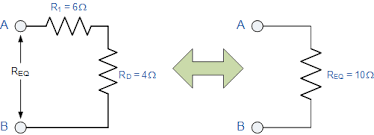 R₁ = 6Ω
A
R_EQ
R_D = 4Ω
B
A
R_EQ = 10Ω
B